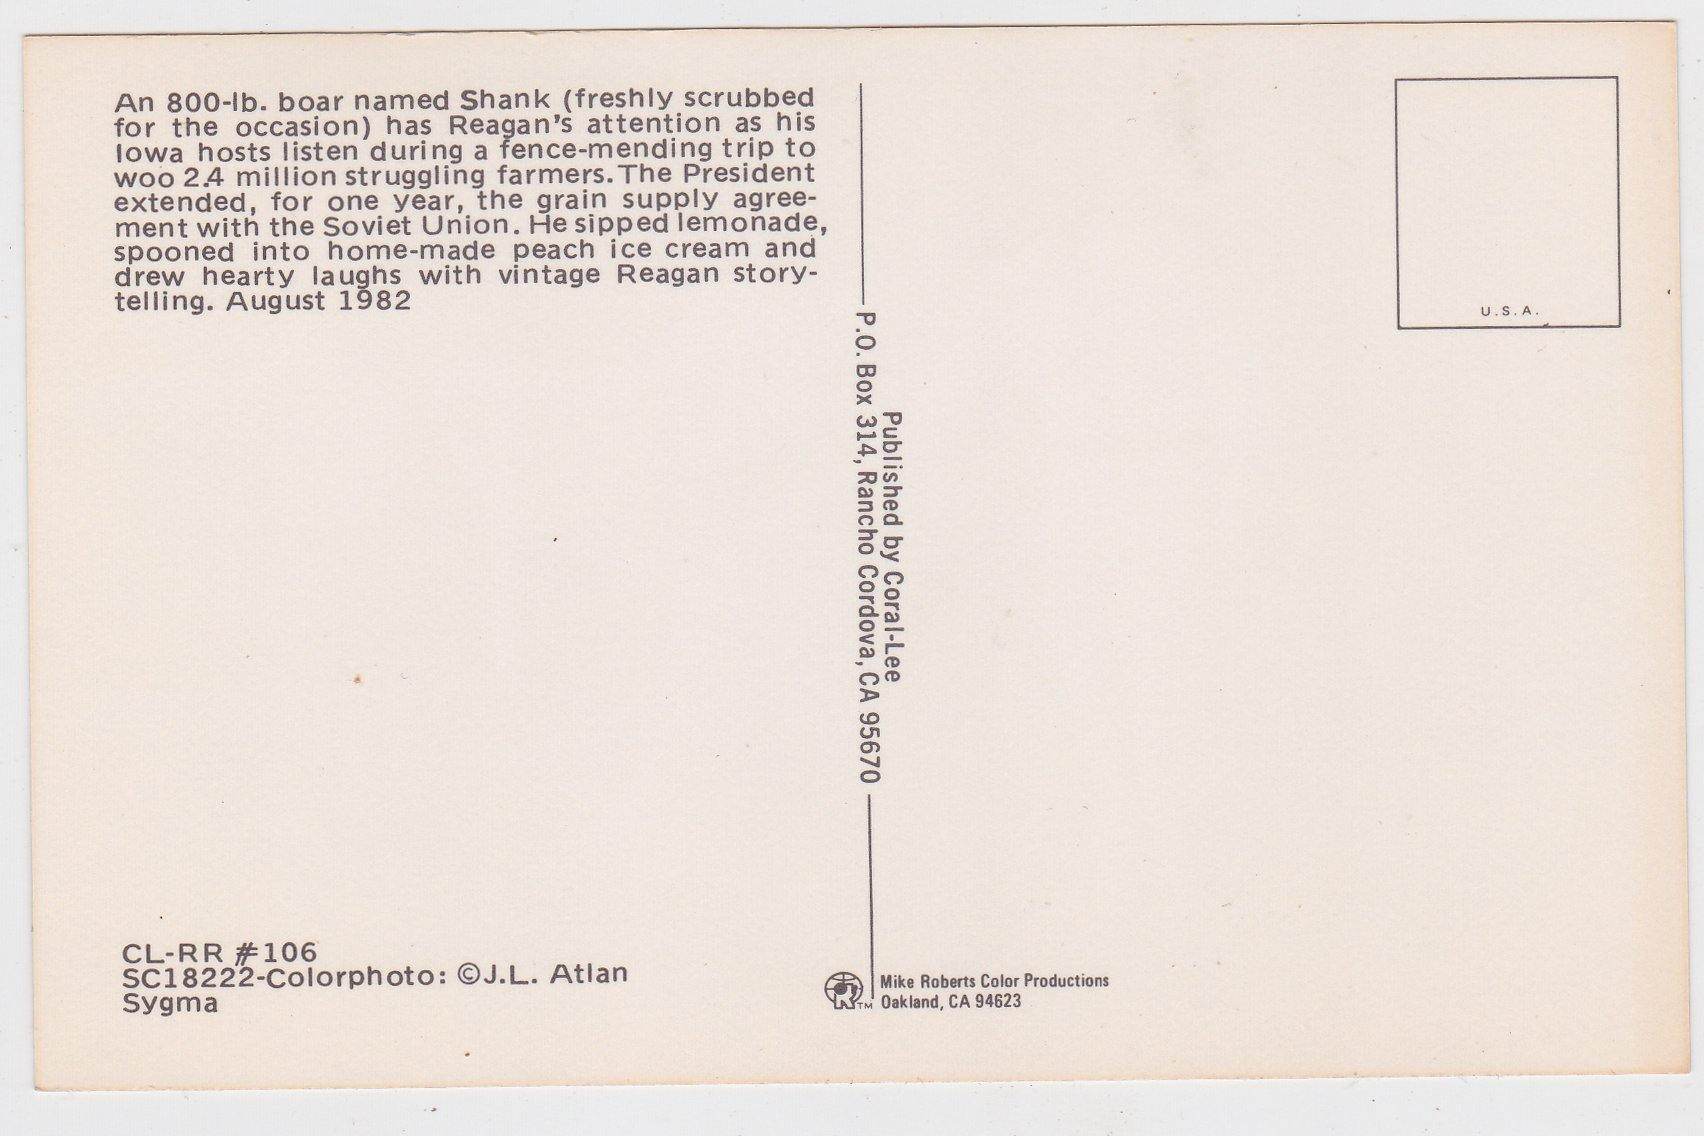 An 800-lb. boar named Shank (freshly scrubbed
for the occasion) has Reagan's attention as his
Iowa hosts listen during a fence-mending trip to
woo 2.4 million struggling farmers. The President
extended, for one year, the grain supply agree-
ment with the Soviet Union. He sipped lemonade,
spooned into home-made peach ice cream and
drew hearty laughs with vintage Reagan story-
telling. August 1982
CL-RR #106
SC18222-Colorphoto: ©J.L. Atlan
Sygma
Published by Coral-Lee
P.O. Box 314, Rancho Cordova, CA 95670
R TM
Mike Roberts Color Productions
Oakland, CA 94623
U.S.A.